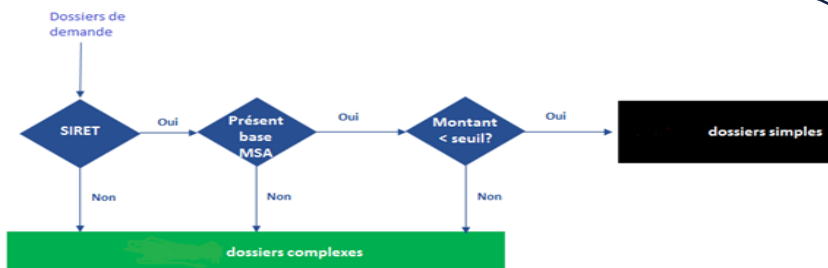 Dossiers de
demande
SIRET
Oui
Présent
base
MSA
Oui
Montant
< seuil?
Oui
dossiers simples
Non
Non
Non
dossiers complexes